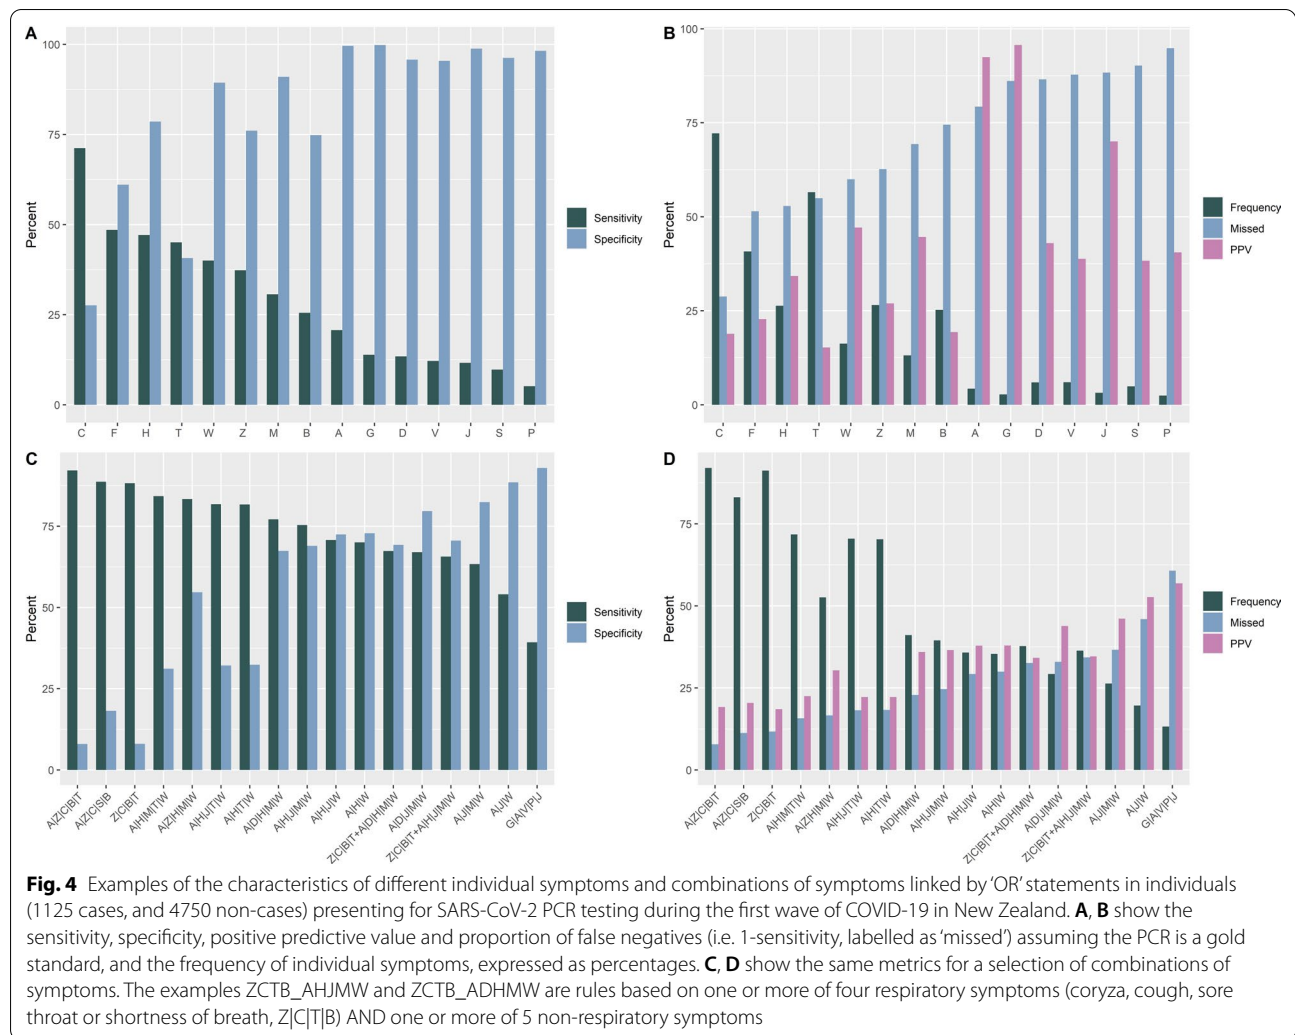 A
100
75
50
25
0
Percent
C F H T W Z M B A G D V J S P
Sensitivity
Specificity
B
100
75
50
25
0
Percent
C F H T W Z M B A G D V J S P
Frequency
Missed
PPV
C
75
50
25
0
Percent
A|Z|C|B|T
A|Z|C|S|B
Z|C|B|T
A|H|M|T|W
A|Z|H|M|W
A|H|J|T|W
A|H|T|W
A|D|H|M|W
A|H|J|M|W
A|H|J|W
A|H|W
Z|C|B|T+A|D|H|M|W
A|D|J|M|W
Z|C|B|T+A|H|J|M|W
A|J|M|W
A|J|W
G|A|V|P|J
Sensitivity
Specificity
D
75
50
25
0
Percent
A|Z|C|B|T
A|Z|C|S|B
Z|C|B|T
A|H|M|T|W
A|Z|H|M|W
A|H|J|T|W
A|H|T|W
A|D|H|M|W
A|H|J|M|W
A|H|J|W
A|H|W
Z|C|B|T+A|D|H|M|W
A|D|J|M|W
Z|C|B|T+A|H|J|M|W
A|J|M|W
A|J|W
G|A|V|P|J
Frequency
Missed
PPV
Fig. 4 Examples of the characteristics of different individual symptoms and combinations of symptoms linked by ‘OR’ statements in individuals
(1125 cases, and 4750 non-cases) presenting for SARS-CoV-2 PCR testing during the first wave of COVID-19 in New Zealand. A, B show the
sensitivity, specificity, positive predictive value and proportion of false negatives (i.e. 1-sensitivity, labelled as ‘missed’) assuming the PCR is a gold
standard, and the frequency of individual symptoms, expressed as percentages. C, D show the same metrics for a selection of combinations of
symptoms. The examples ZCTB_AHJMW and ZCTB_ADHMW are rules based on one or more of four respiratory symptoms (coryza, cough, sore
throat or shortness of breath, Z|C|T|B) AND one or more of 5 non-respiratory symptoms